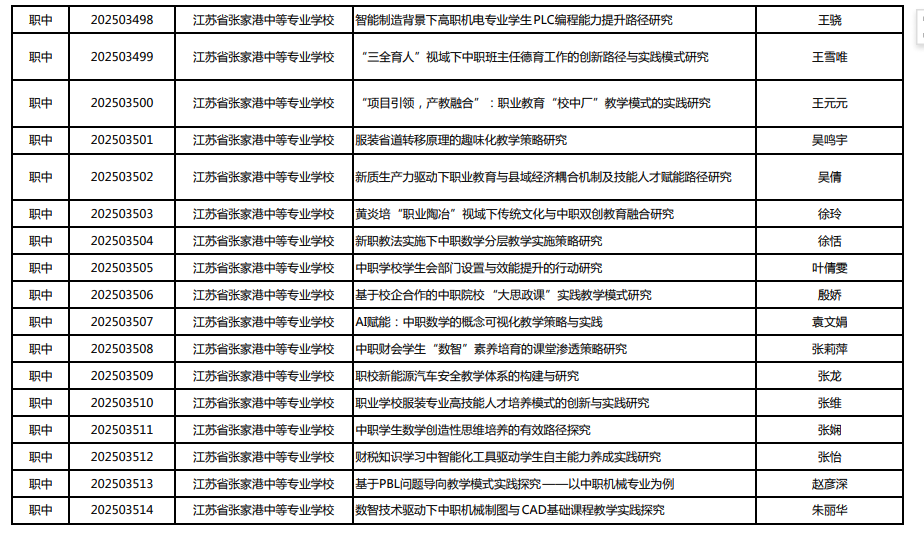 职中 202503498 江苏省张家港中等专业学校 智能制造背景下高职机电专业学生PLC编程能力提升路径研究 王骁
职中 202503499 江苏省张家港中等专业学校 “三全育人”视域下中职班主任德育工作的创新路径与实践模式研究 王雪唯
职中 202503500 江苏省张家港中等专业学校 “项目引领，产教融合”：职业教育“校中厂”教学模式的实践研究 王元元
职中 202503501 江苏省张家港中等专业学校 服装省道转移原理的趣味化教学策略研究 吴鸣宇
职中 202503502 江苏省张家港中等专业学校 新质生产力驱动下职业教育与县域经济耦合机制及技能人才赋能路径研究 吴倩
职中 202503503 江苏省张家港中等专业学校 黄炎培“职业陶冶”视域下传统文化与中职双创教育融合研究 徐玲
职中 202503504 江苏省张家港中等专业学校 新职教法实施下中职数学分层教学实施策略研究 徐恬
职中 202503505 江苏省张家港中等专业学校 中职学校学生会部门设置与效能提升的行动研究 叶倩雯
职中 202503506 江苏省张家港中等专业学校 基于校企合作的中职院校“大思政课”实践教学模式研究 殷娇
职中 202503507 江苏省张家港中等专业学校 AI赋能：中职数学的概念可视化教学策略与实践 袁文娟
职中 202503508 江苏省张家港中等专业学校 中职财会学生“数智”素养培育的课堂渗透策略研究 张莉萍
职中 202503509 江苏省张家港中等专业学校 职校新能源汽车安全教学体系的构建与研究 张龙
职中 202503510 江苏省张家港中等专业学校 职业学校服装专业高技能人才培养模式的创新与实践研究 张维
职中 202503511 江苏省张家港中等专业学校 中职学生数学创造性思维培养的有效路径探究 张娴
职中 202503512 江苏省张家港中等专业学校 财税知识学习中智能化工具驱动学生自主能力养成实践研究 张怡
职中 202503513 江苏省张家港中等专业学校 基于PBL问题导向教学模式实践探究——以中职机械专业为例 赵彦深
职中 202503514 江苏省张家港中等专业学校 数智技术驱动下中职机械制图与CAD基础课程教学实践探究 朱丽华